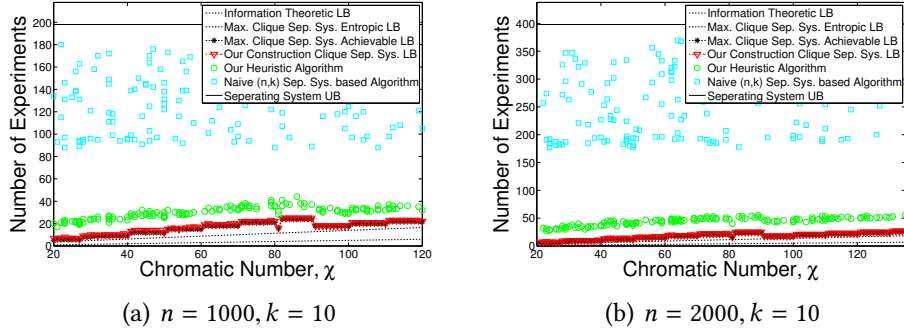 200
180
160
140
120
100
80
60
40
20
0
Number of Experiments
20
40
60
80
100
120
Chromatic Number, χ
Information Theoretic LB
Max. Clique Sep. Sys. Entropic LB
Max. Clique Sep. Sys. Achievable LB
Our Construction Clique Sep. Sys. LB
Our Heuristic Algorithm
Naive (n,k) Sep. Sys. based Algorithm
Seperating System UB
(a) n = 1000, k = 10
400
350
300
250
200
150
100
50
0
Number of Experiments
20
40
60
80
100
120
Chromatic Number, χ
Information Theoretic LB
Max. Clique Sep. Sys. Entropic LB
Max. Clique Sep. Sys. Achievable LB
Our Construction Clique Sep. Sys. LB
Our Heuristic Algorithm
Naive (n,k) Sep. Sys. based Algorithm
Seperating System UB
(b) n = 2000, k = 10